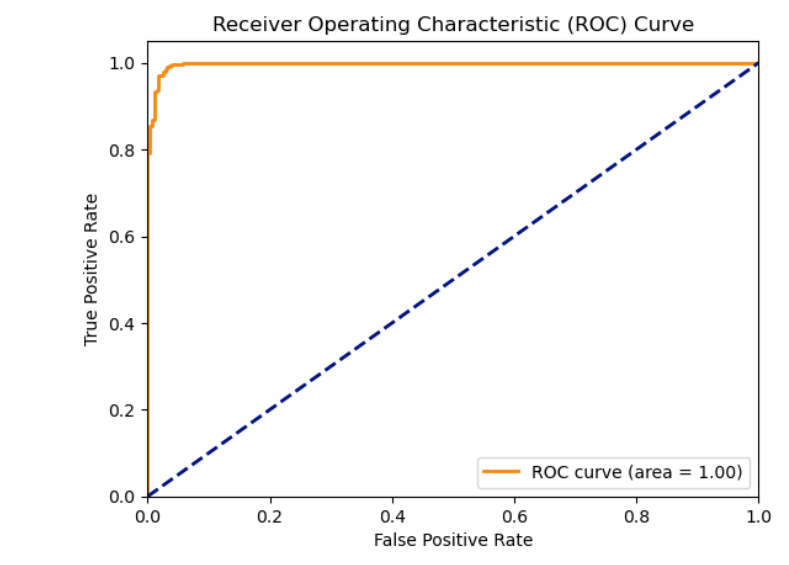 Receiver Operating Characteristic (ROC) Curve
1.0
0.8
0.6
0.4
0.2
0.0
True Positive Rate
ROC curve (area = 1.00)
0.0 0.2 0.4 0.6 0.8 1.0
False Positive Rate